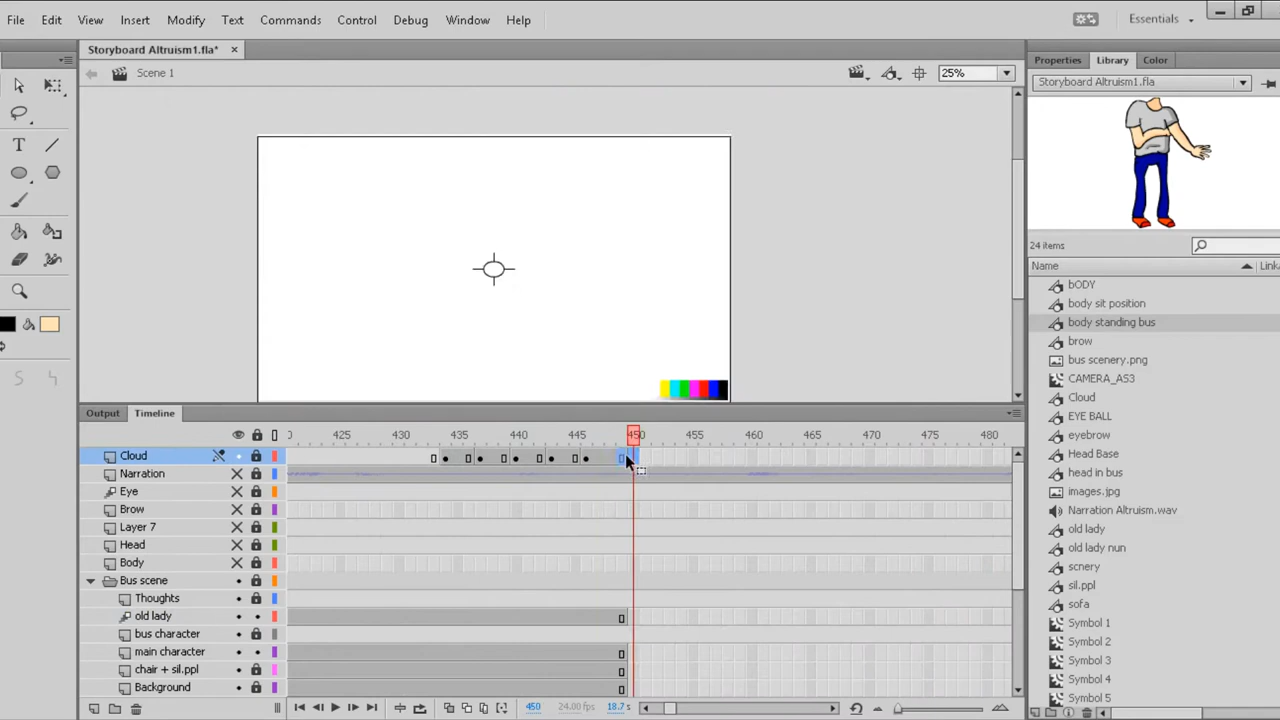 File Edit View Insert Modify Text Commands Control Debug Window Help Essentials
Storyboard Altruism1.fla*
Scene 1 25%
Properties Library Color
Storyboard Altruism1.fla
24 items
Name Link
bODY
body sit position
body standing bus
brow
bus scenery.png
CAMERA_AS3
Cloud
EYE BALL
eyebrow
Head Base
head in bus
images.jpg
Narration Altruism.wav
old lady
old lady nun
scnery
sil.ppl
sofa
Symbol 1
Symbol 2
Symbol 3
Symbol 4
Symbol 5
Output Timeline
0 425 430 435 440 445 450 455 460 465 470 475 480
Cloud
Narration
Eye
Brow
Layer 7
Head
Body
Bus scene
Thoughts
old lady
bus character
main character
chair + sil.ppl
Background
450 24.00 fps 18.7s